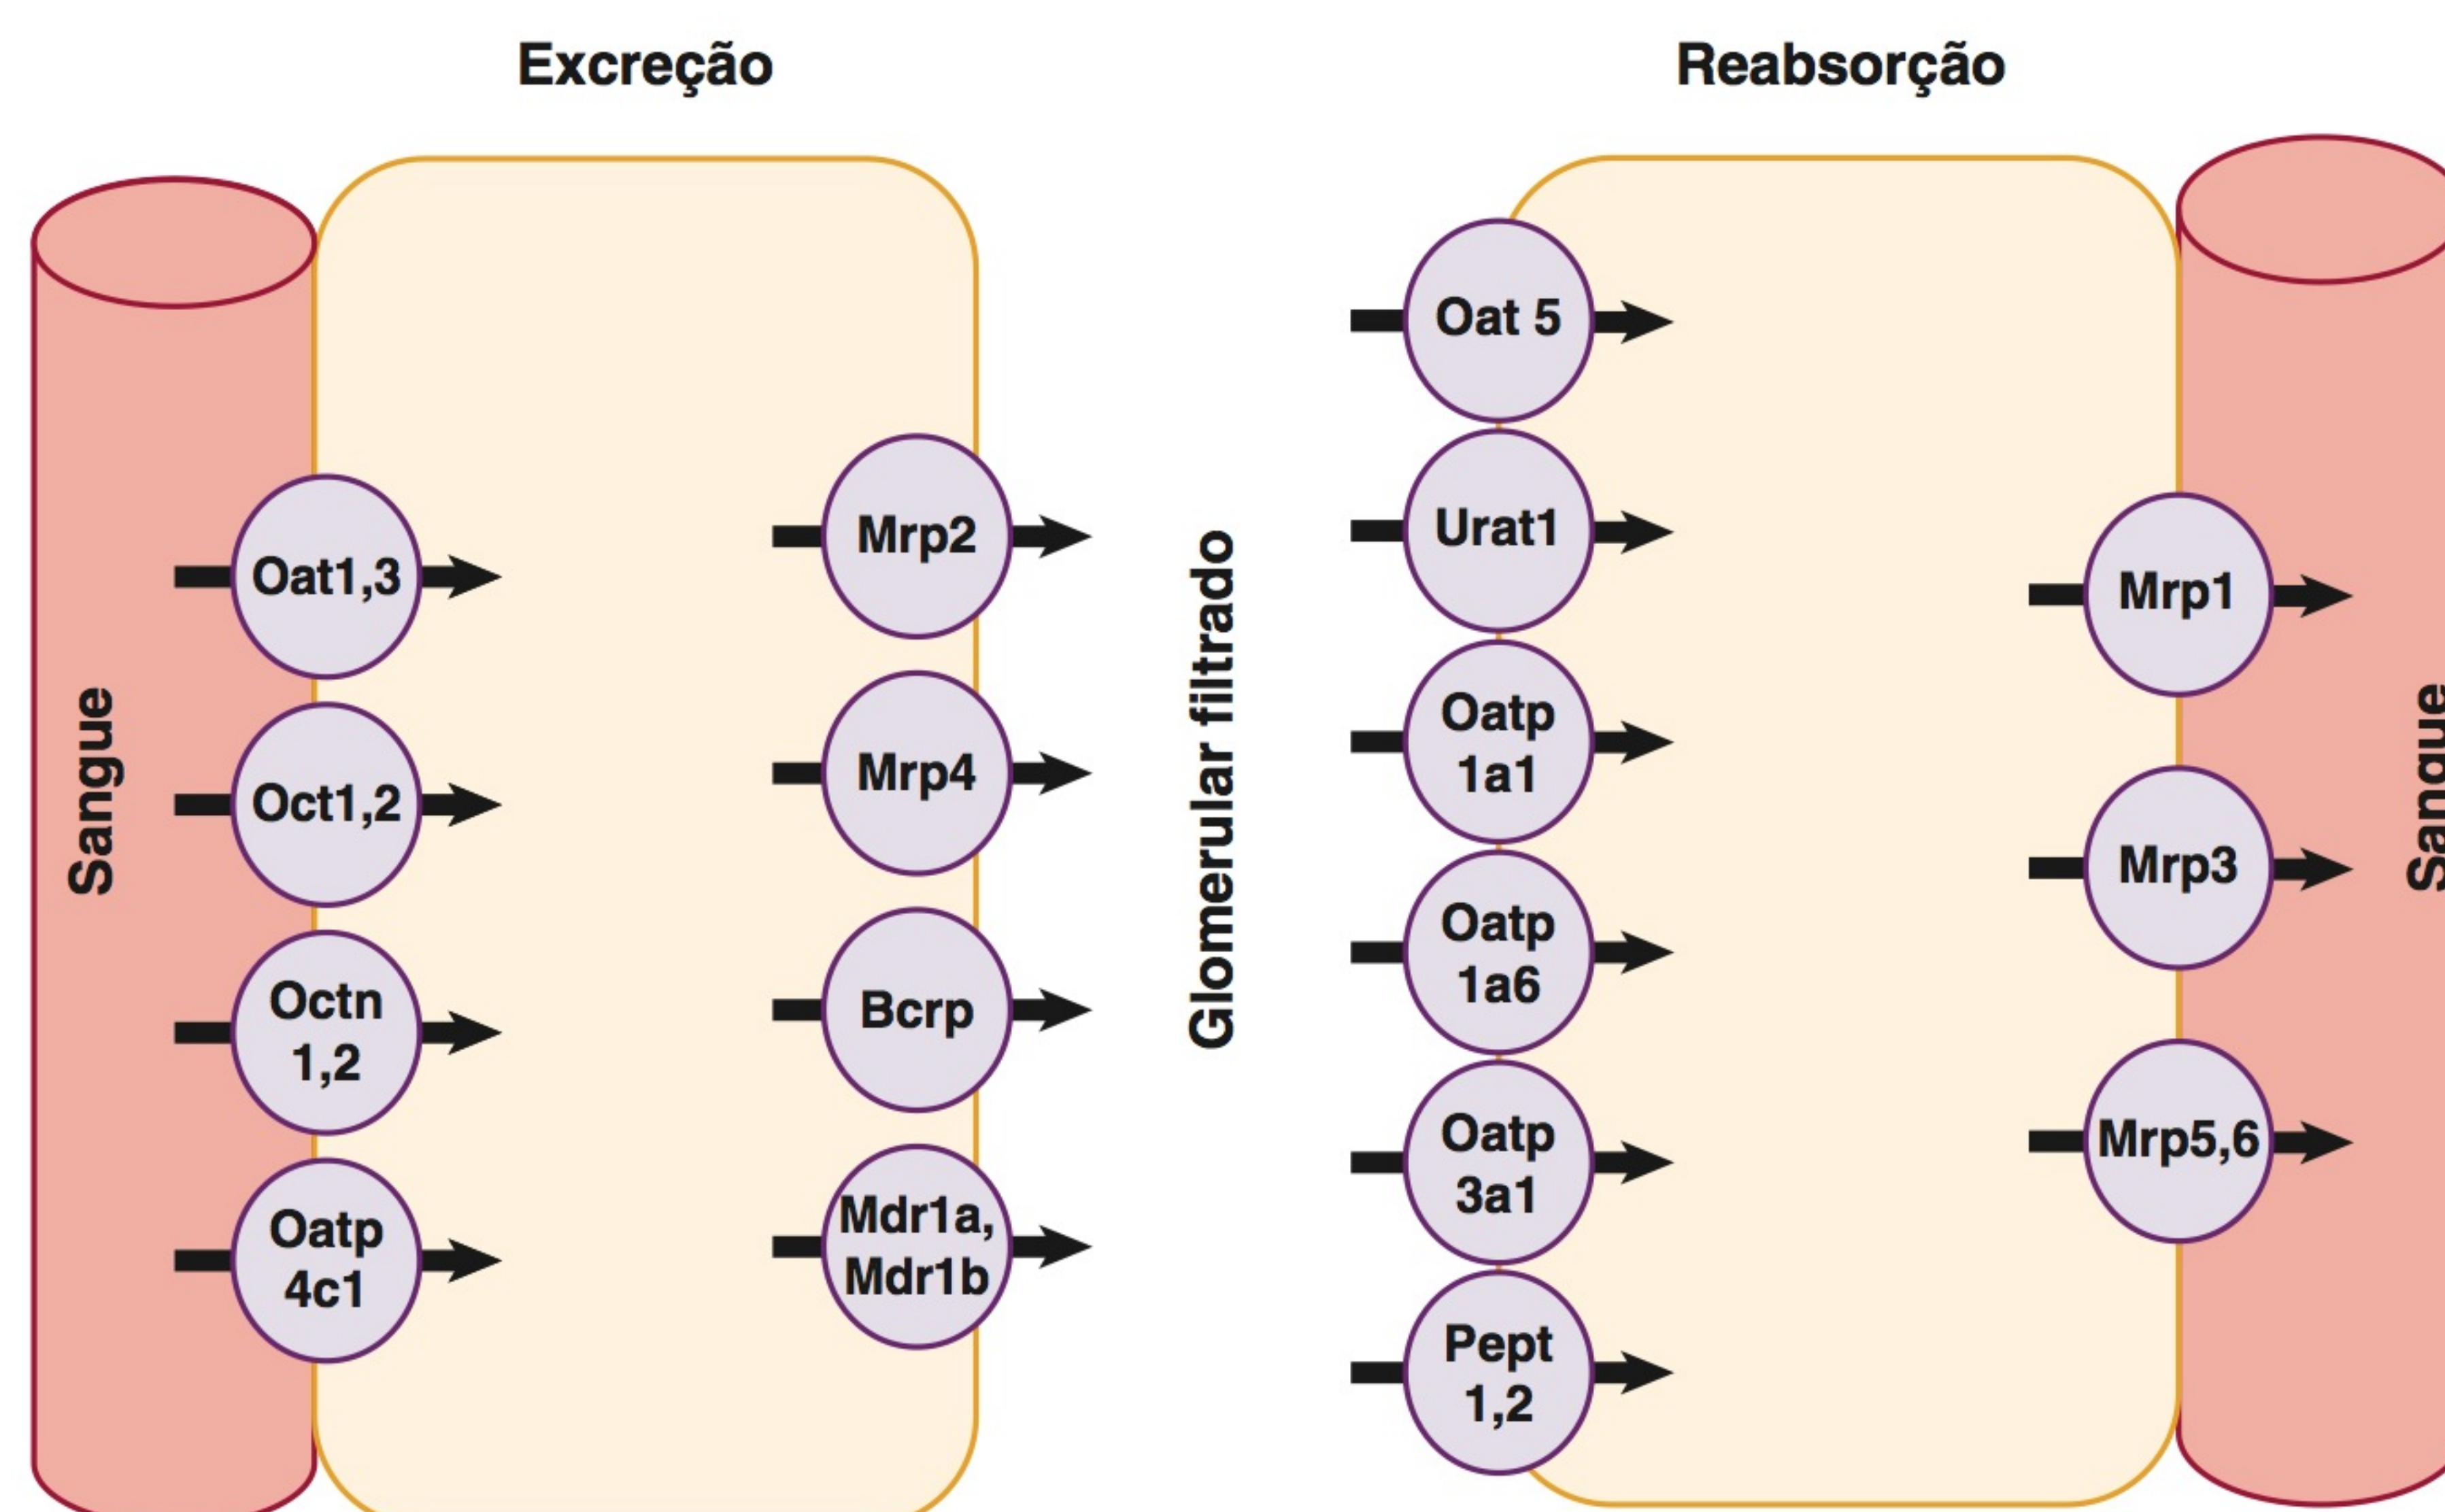 Excreção
Reabsorção
Sangue
Oat1,3
Oct1,2
Octn
1,2
Oatp
4c1
Mrp2
Mrp4
Bcrp
Mdr1a,
Mdr1b
Glomerular filtrado
Oat 5
Urat1
Oatp
1a1
Oatp
1a6
Oatp
3a1
Pept
1,2
Mrp1
Mrp3
Mrp5,6
Sangue